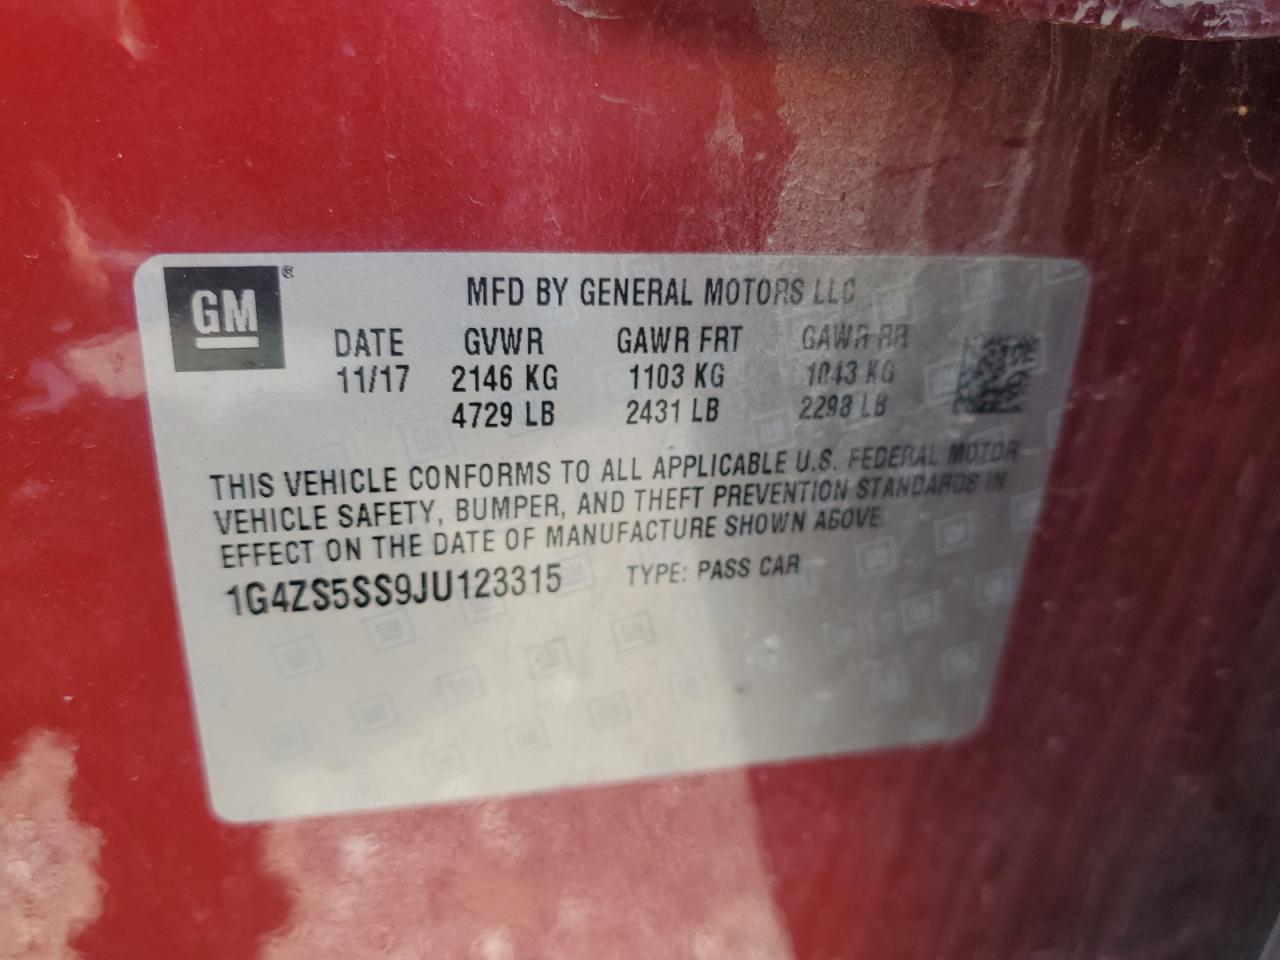 GM®
MFD BY GENERAL MOTORS LLC
DATE GVWR GAWR FRT GAWR RR
11/17 2146 KG 1103 KG 1043 KG
4729 LB 2431 LB 2298 LB
THIS VEHICLE CONFORMS TO ALL APPLICABLE U.S. FEDERAL MOTOR
VEHICLE SAFETY, BUMPER, AND THEFT PREVENTION STANDARDS IN
EFFECT ON THE DATE OF MANUFACTURE SHOWN ABOVE
1G4ZS5SS9JU123315 TYPE: PASS CAR